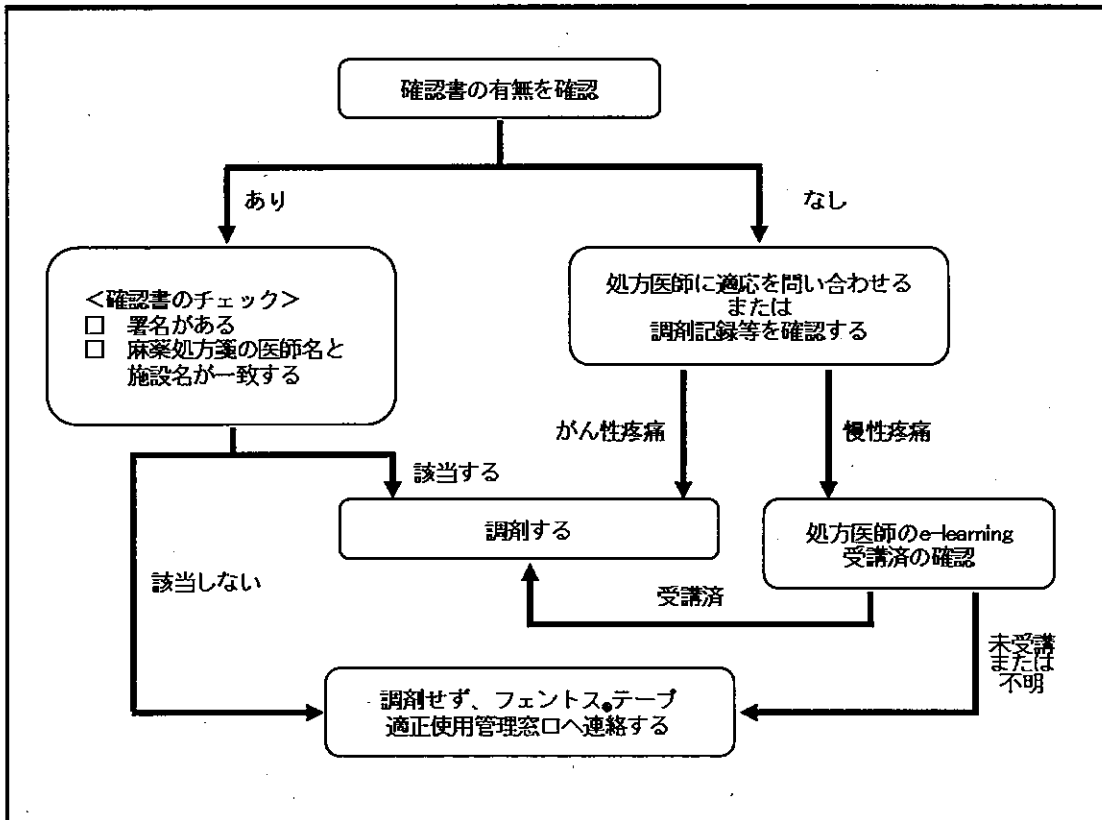 確認書の有無を確認
あり
なし
＜確認書のチェック＞
□ 署名がある
□ 麻薬処方箋の医師名と
施設名が一致する
処方医師に適応を問い合わせる
または
調剤記録等を確認する
がん性疼痛
慢性疼痛
該当する
調剤する
処方医師のe-learning
受講済の確認
該当しない
受講済
未受講
または
不明
調剤せず、フェントス®テープ
適正使用管理窓口へ連絡する